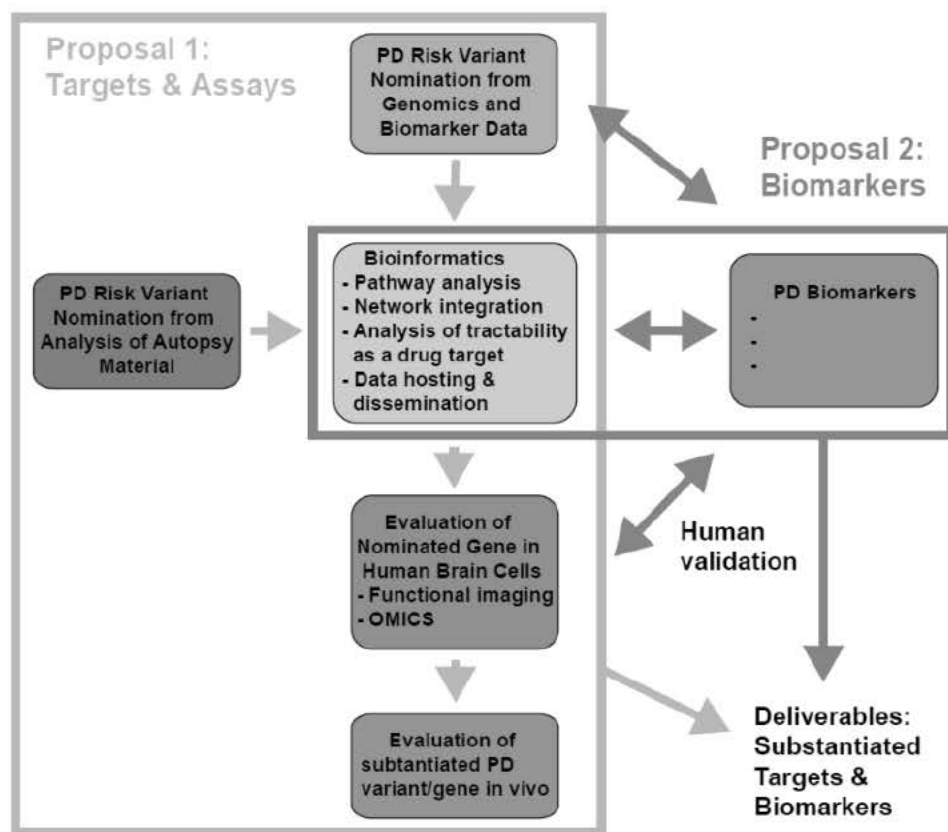 Proposal 1:
Targets & Assays
PD Risk Variant
Nomination from
Genomics and
Biomarker Data
Proposal 2:
Biomarkers
PD Risk Variant
Nomination from
Analysis of Autopsy
Material
Bioinformatics
- Pathway analysis
- Network integration
- Analysis of tractability
as a drug target
- Data hosting &
dissemination
PD Biomarkers
-
-
-
Evaluation of
Nominated Gene in
Human Brain Cells
- Functional imaging
- OMICS
Human
validation
Evaluation of
subtantiated PD
variant/gene in vivo
Deliverables:
Substantiated
Targets &
Biomarkers